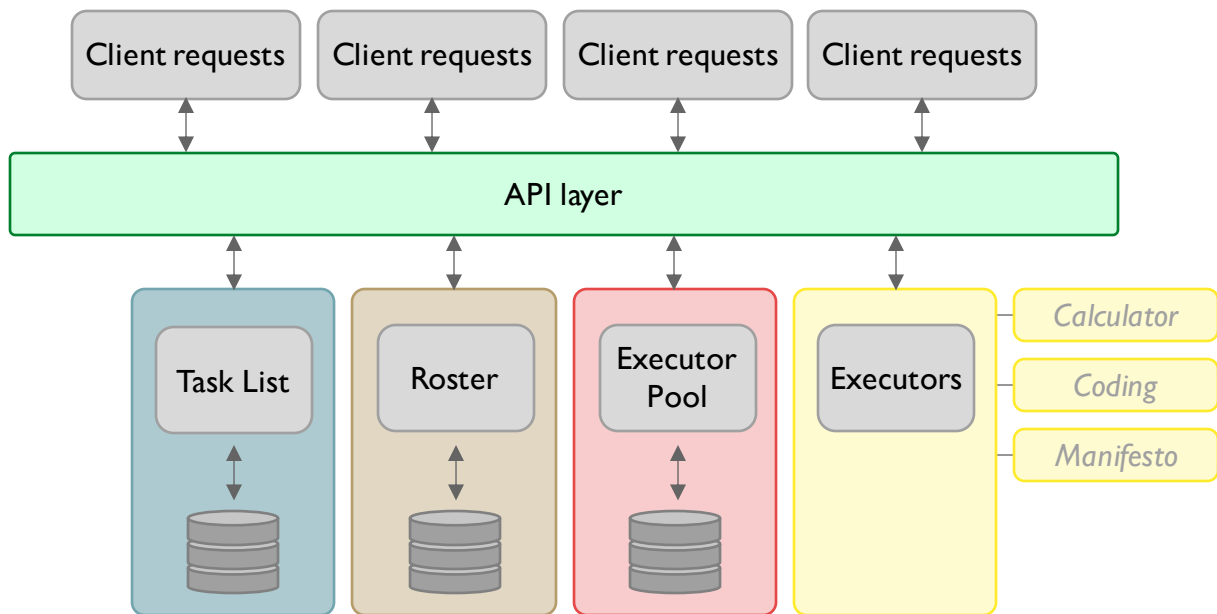 Client requests
Client requests
Client requests
Client requests
API layer
Task List
Roster
Executor
Pool
Executors
Calculator
Coding
Manifesto